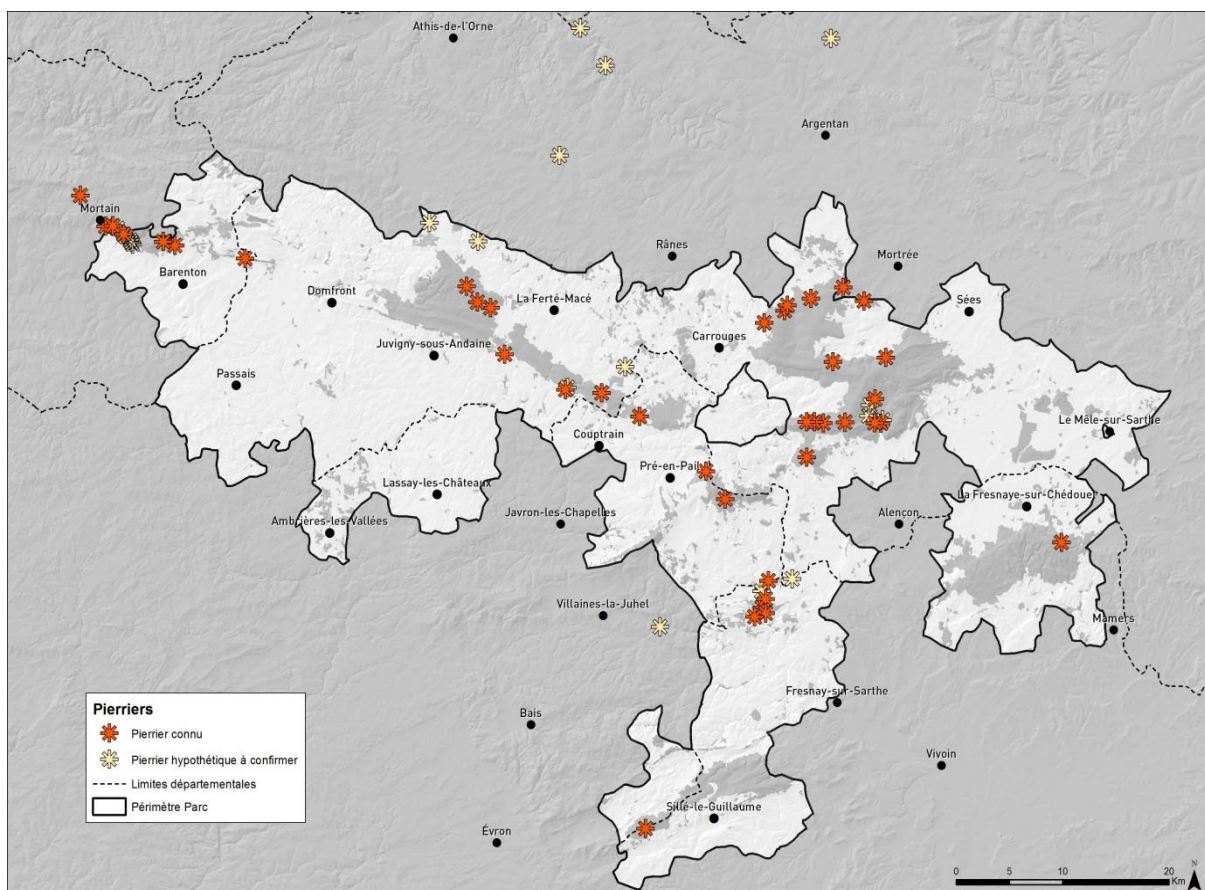 Athis-de-l'Orne
Argentan
Mortain
Rânes
Mortrée
Barenton
Domfront
La Ferté-Macé
Sées
Carrouges
Juvigny-sous-Andaine
Passais
Couptrain
Le Mêle-sur-Sarthe
Pré-en-Pail
Lassay-les-Châteaux
La Fresnaye-sur-Chédouet
Ambrières-les-Vallées
Javron-les-Chapelles
Alençon
Villaines-la-Juhel
Mamers
Fresnay-sur-Sarthe
Bais
Vivoin
Sillé-le-Guillaume
Évron
Pierriers
Pierrier connu
Pierrier hypothétique à confirmer
Limites départementales
Périmètre Parc
0 5 10 20
Km
N